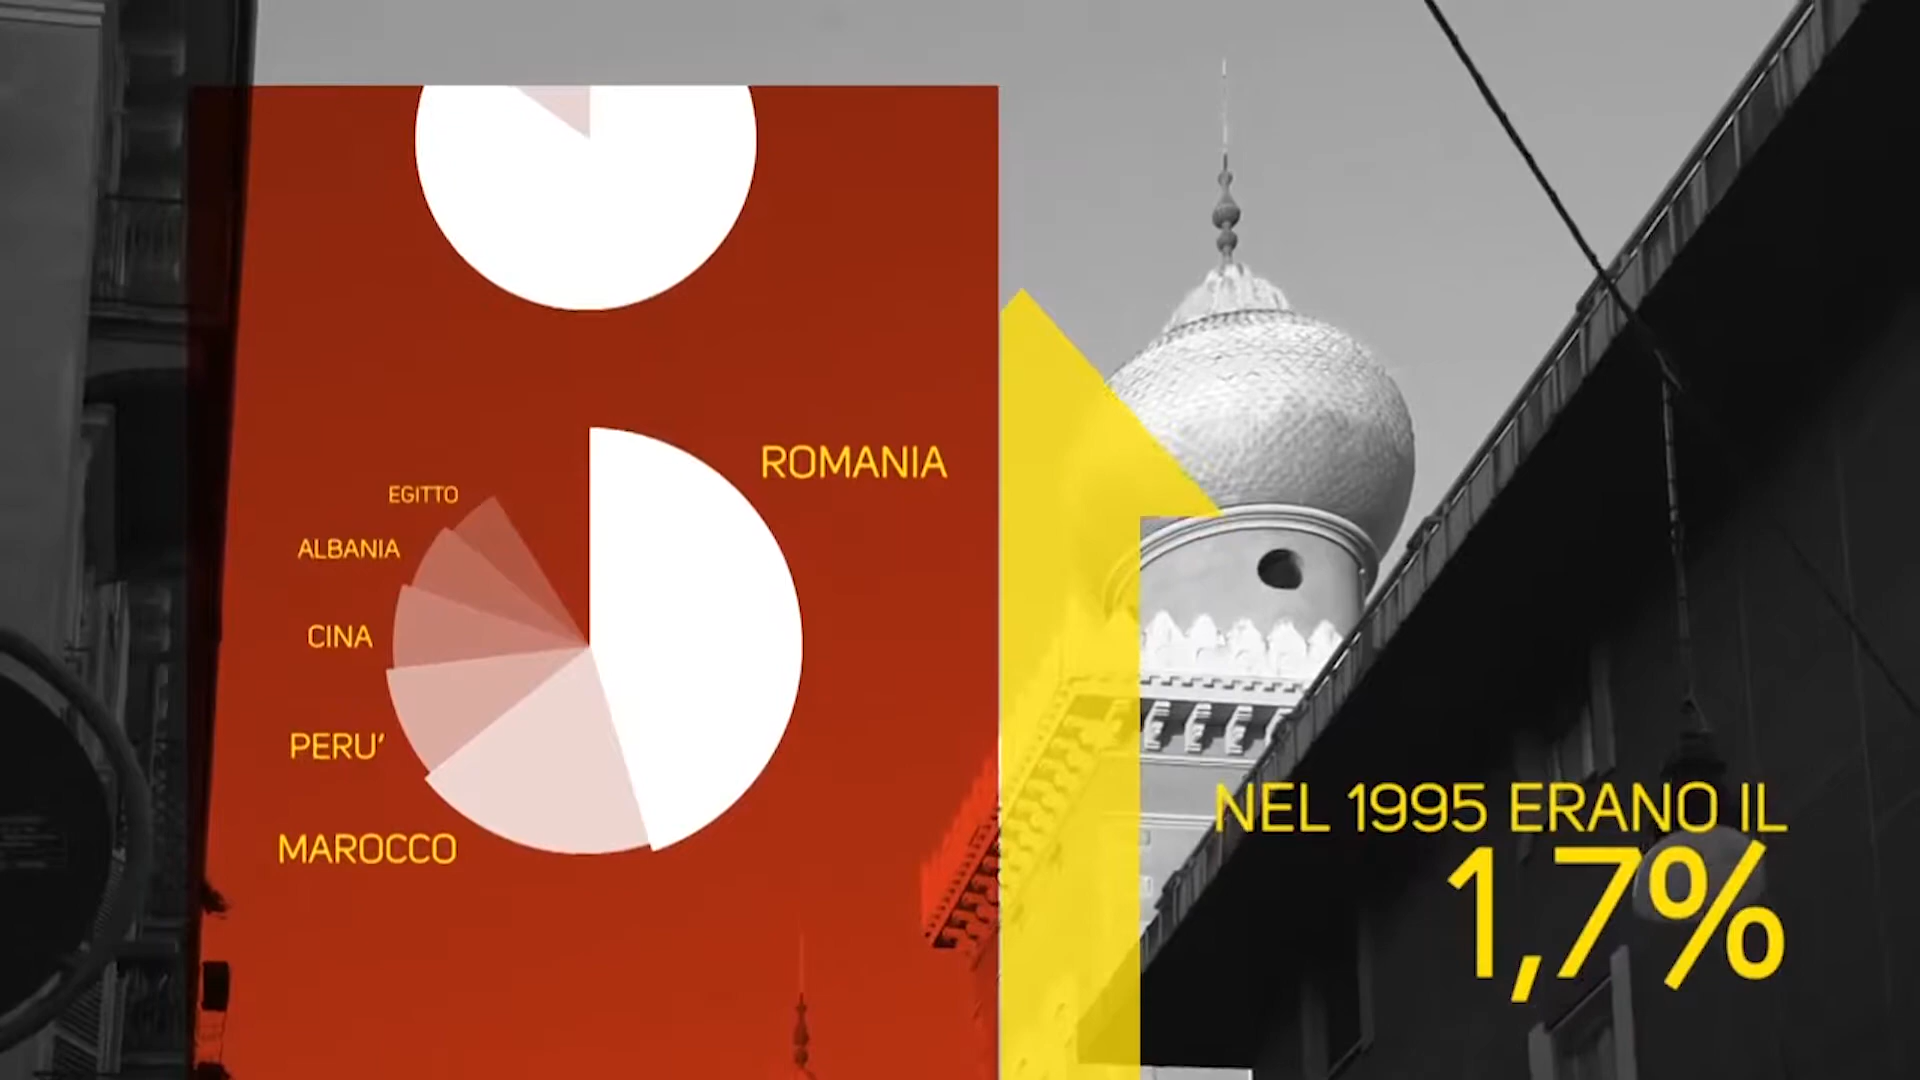 ROMANIA
EGITTO
ALBANIA
CINA
PERU’
MAROCCO
NEL 1995 ERANO IL
1,7%